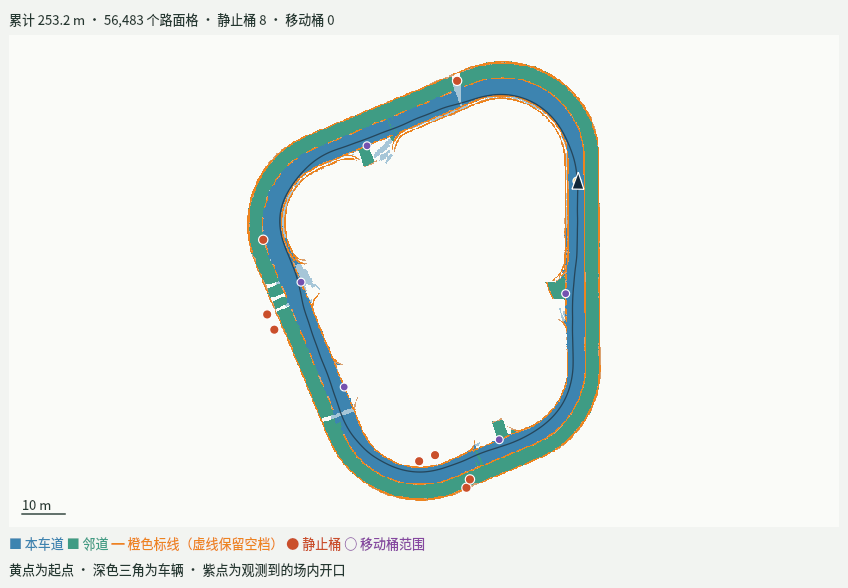 累计 253.2 m · 56,483 个路面格 · 静止桶 8 · 移动桶 0
10 m
本车道 邻道 橙色标线（虚线保留空档） 静止桶 移动桶范围
黄点为起点 · 深色三角为车辆 · 紫点为观测到的场内开口